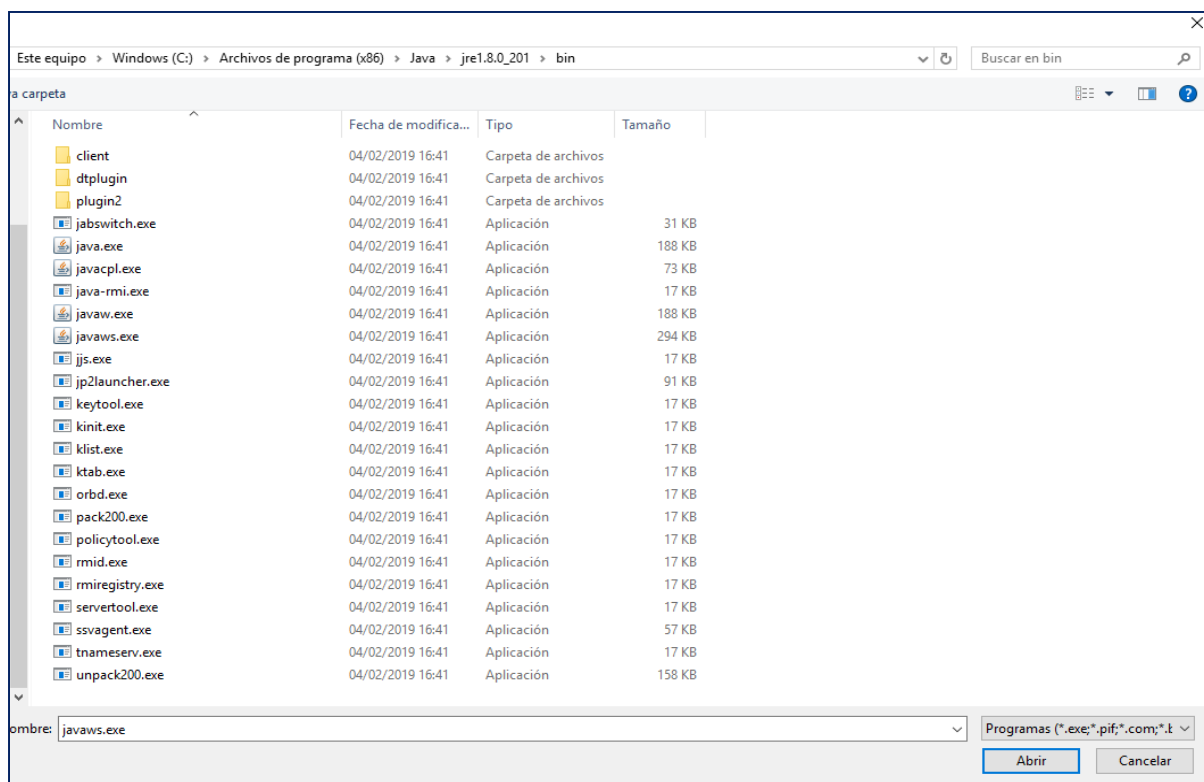 Este equipo > Windows (C:) > Archivos de programa (x86) > Java > jre1.8.0_201 > bin
Buscar en bin
va carpeta
Nombre Fecha de modifica... Tipo Tamaño
client 04/02/2019 16:41 Carpeta de archivos
dtplugin 04/02/2019 16:41 Carpeta de archivos
plugin2 04/02/2019 16:41 Carpeta de archivos
jabswitch.exe 04/02/2019 16:41 Aplicación 31 KB
java.exe 04/02/2019 16:41 Aplicación 188 KB
javacpl.exe 04/02/2019 16:41 Aplicación 73 KB
java-rmi.exe 04/02/2019 16:41 Aplicación 17 KB
javaw.exe 04/02/2019 16:41 Aplicación 188 KB
javaws.exe 04/02/2019 16:41 Aplicación 294 KB
jjs.exe 04/02/2019 16:41 Aplicación 17 KB
jp2launcher.exe 04/02/2019 16:41 Aplicación 91 KB
keytool.exe 04/02/2019 16:41 Aplicación 17 KB
kinit.exe 04/02/2019 16:41 Aplicación 17 KB
klist.exe 04/02/2019 16:41 Aplicación 17 KB
ktab.exe 04/02/2019 16:41 Aplicación 17 KB
orbd.exe 04/02/2019 16:41 Aplicación 17 KB
pack200.exe 04/02/2019 16:41 Aplicación 17 KB
policytool.exe 04/02/2019 16:41 Aplicación 17 KB
rmid.exe 04/02/2019 16:41 Aplicación 17 KB
rmiregistry.exe 04/02/2019 16:41 Aplicación 17 KB
servertool.exe 04/02/2019 16:41 Aplicación 17 KB
ssvagent.exe 04/02/2019 16:41 Aplicación 57 KB
tnameserv.exe 04/02/2019 16:41 Aplicación 17 KB
unpack200.exe 04/02/2019 16:41 Aplicación 158 KB
ombre: javaws.exe Programas (*.exe;*.pif;*.com;*.b
Abrir Cancelar